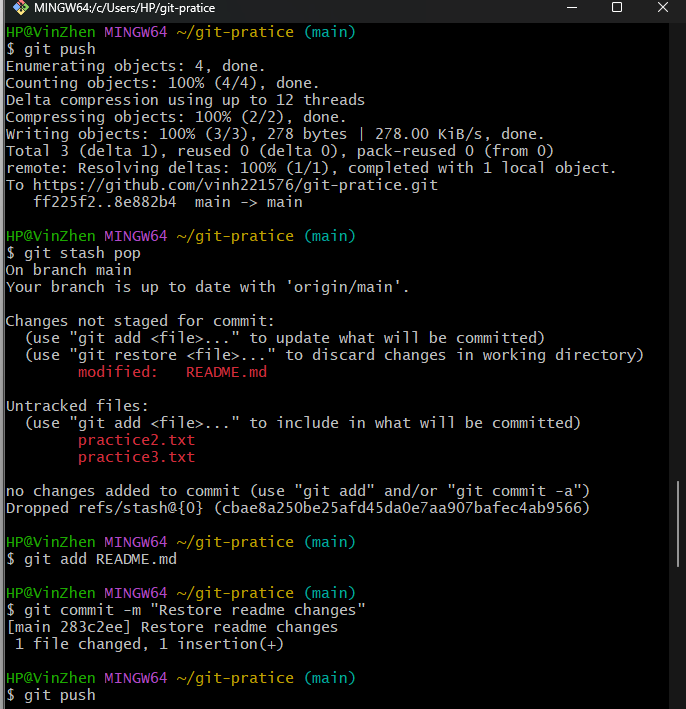 MINGW64:/c/Users/HP/git-pratice
HP@VinZhen MINGW64 ~/git-pratice (main)
$ git push
Enumerating objects: 4, done.
Counting objects: 100% (4/4), done.
Delta compression using up to 12 threads
Compressing objects: 100% (2/2), done.
Writing objects: 100% (3/3), 278 bytes | 278.00 KiB/s, done.
Total 3 (delta 1), reused 0 (delta 0), pack-reused 0 (from 0)
remote: Resolving deltas: 100% (1/1), completed with 1 local object.
To https://github.com/vinh221576/git-pratice.git
   ff225f2..8e882b4  main -> main

HP@VinZhen MINGW64 ~/git-pratice (main)
$ git stash pop
On branch main
Your branch is up to date with 'origin/main'.

Changes not staged for commit:
  (use "git add <file>..." to update what will be committed)
  (use "git restore <file>..." to discard changes in working directory)
        modified:   README.md

Untracked files:
  (use "git add <file>..." to include in what will be committed)
        practice2.txt
        practice3.txt

no changes added to commit (use "git add" and/or "git commit -a")
Dropped refs/stash@{0} (cbae8a250be25afd45da0e7aa907bafec4ab9566)

HP@VinZhen MINGW64 ~/git-pratice (main)
$ git add README.md

HP@VinZhen MINGW64 ~/git-pratice (main)
$ git commit -m "Restore readme changes"
[main 283c2ee] Restore readme changes
 1 file changed, 1 insertion(+)

HP@VinZhen MINGW64 ~/git-pratice (main)
$ git push